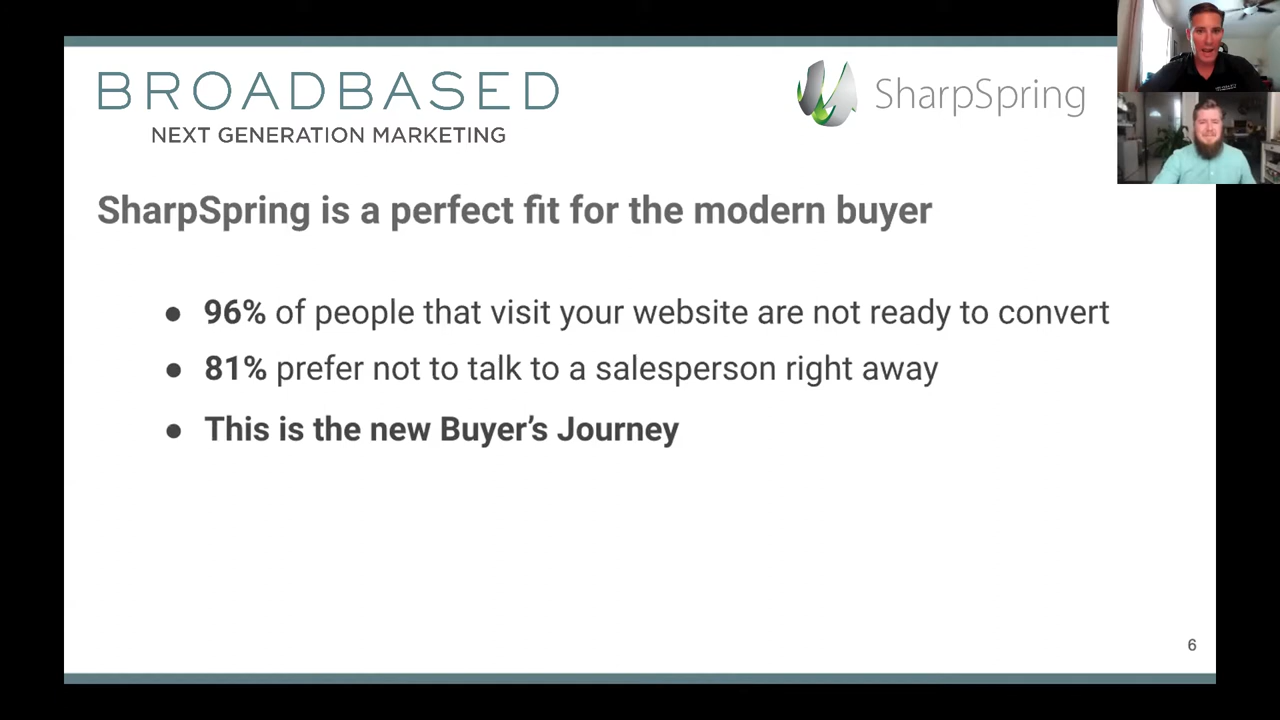 BROADBASED
NEXT GENERATION MARKETING
SharpSpring
SharpSpring is a perfect fit for the modern buyer
● 96% of people that visit your website are not ready to convert
● 81% prefer not to talk to a salesperson right away
● This is the new Buyer’s Journey
6